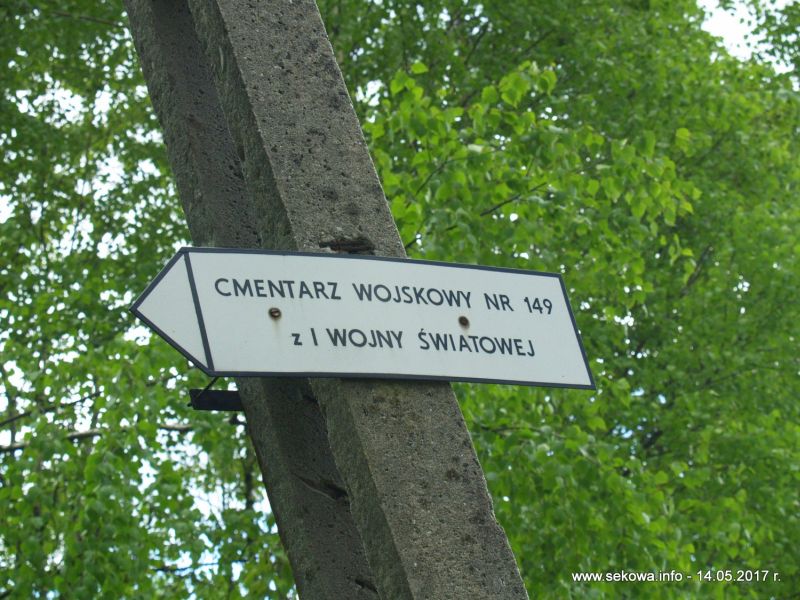 CMENTARZ WOJSKOWY NR 149
z I WOJNY ŚWIATOWEJ
www.sekowa.info - 14.05.2017 r.